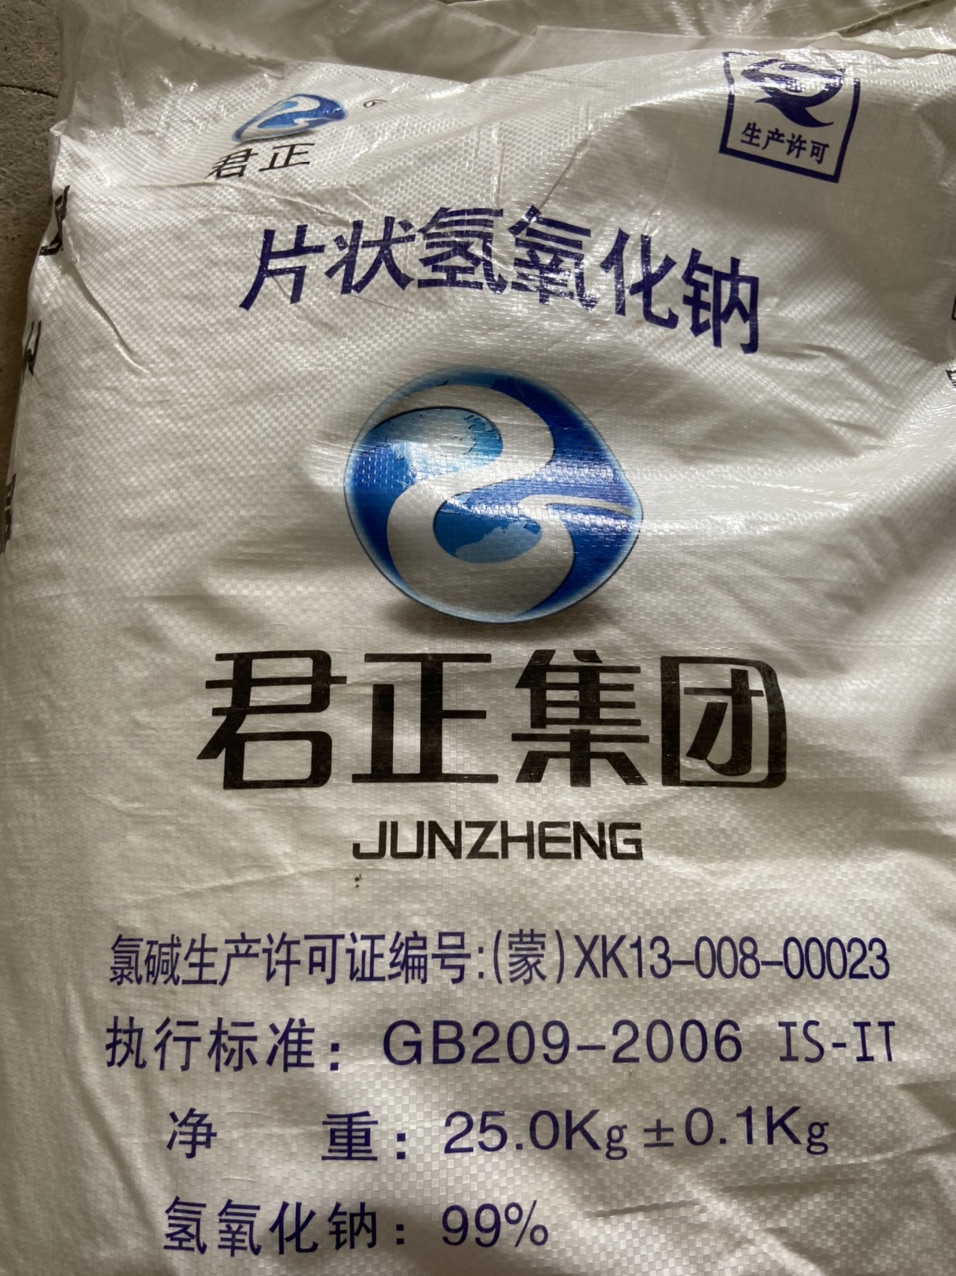 君正
生产许可
片状氢氧化钠
君正集团
JUNZHENG
氯碱生产许可证编号:(蒙)XK13-008-00023
执行标准: GB209-2006 IS-IT
净 重: 25.0Kg±0.1Kg
氢氧化钠: 99%